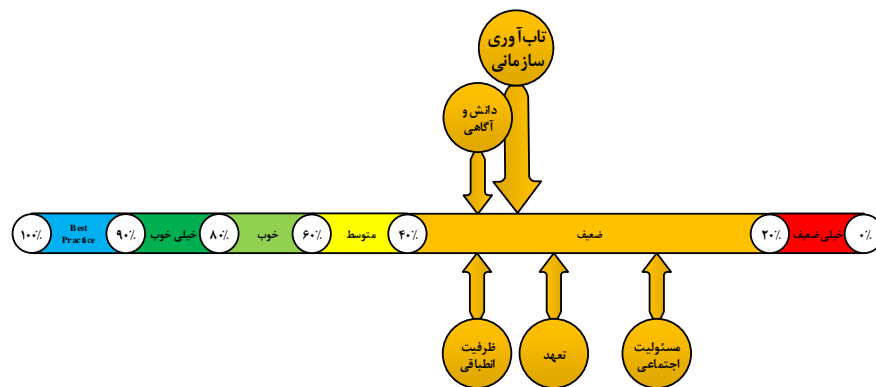 تاب‌آوری
سازمانی
دانش و
آگاهی
۰٪
خیلی ضعیف
۲۰٪
ضعیف
۴۰٪
متوسط
۶۰٪
خوب
۸۰٪
خیلی خوب
۹۰٪
Best
Practice
۱۰۰٪
مسئولیت
اجتماعی
تعهد
ظرفیت
انطباقی